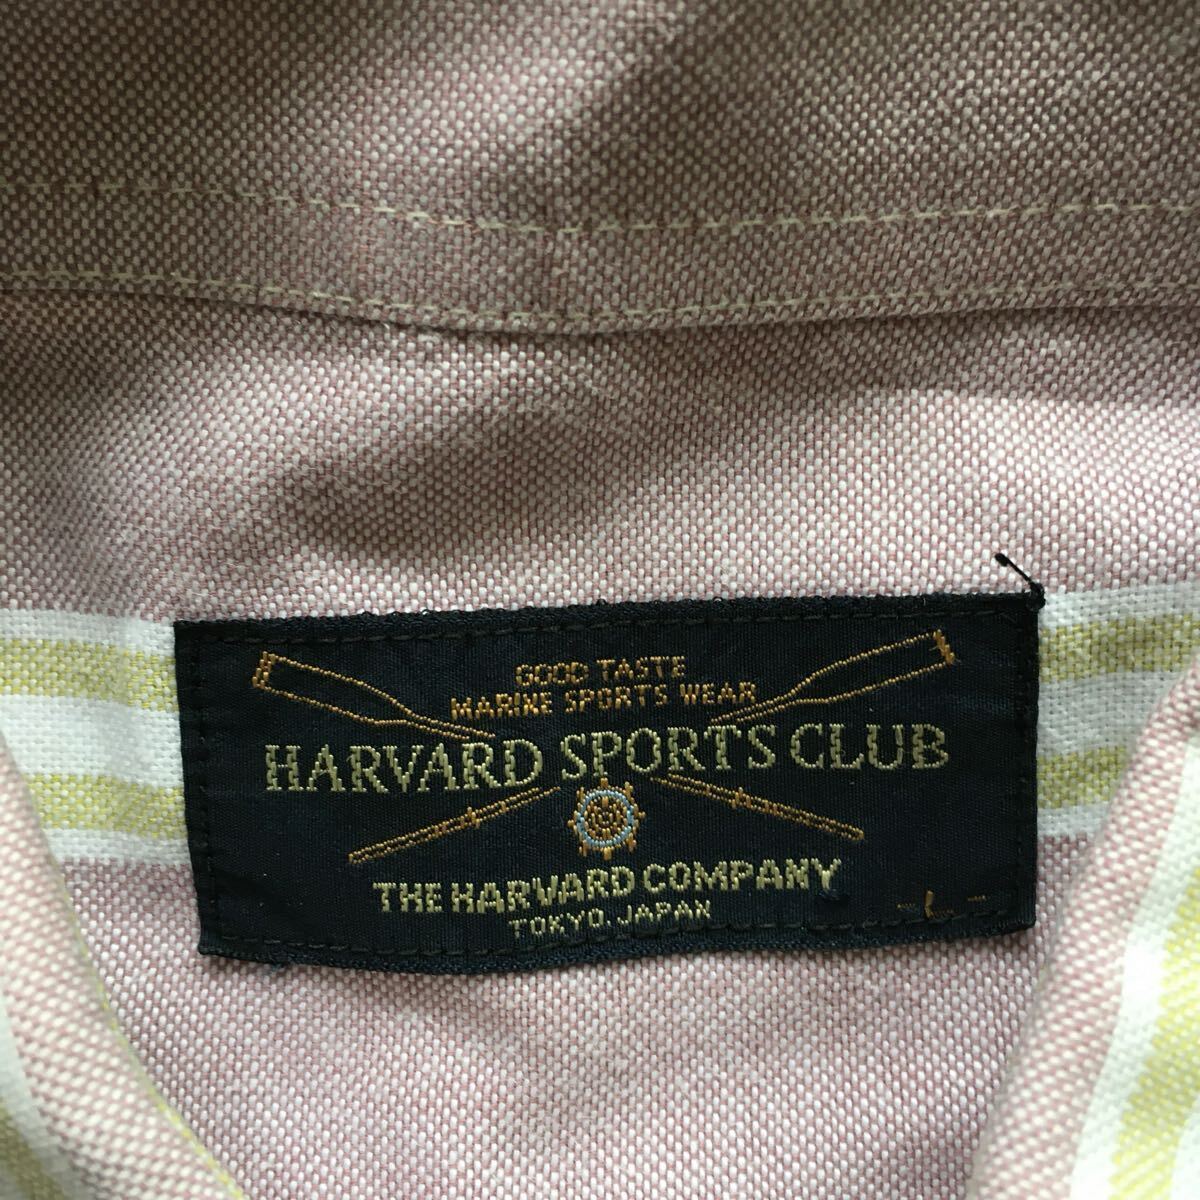 GOOD TASTE
MARINE SPORTS WEAR
HARVARD SPORTS CLUB
THE HARVARD COMPANY
TOKYO. JAPAN
- L -